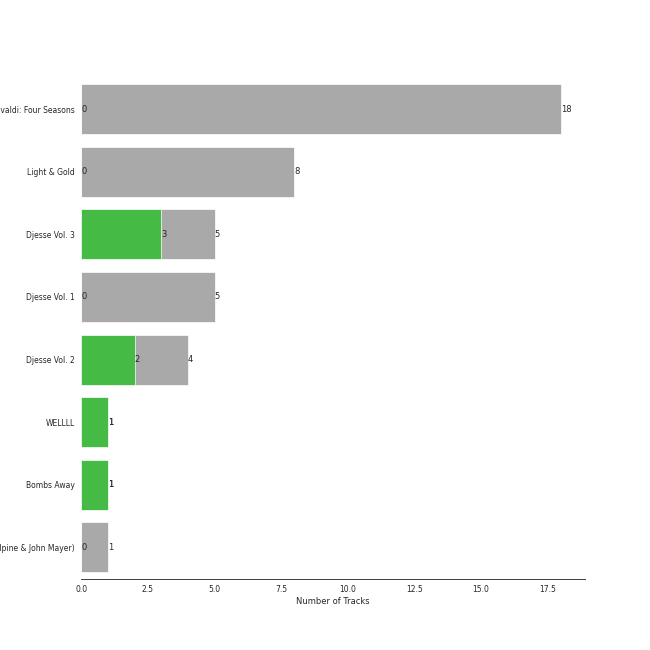 valdi: Four Seasons 0 18
Light & Gold 0 8
Djesse Vol. 3 3 5
Djesse Vol. 1 0 5
Djesse Vol. 2 2 4
WELLLL 1
Bombs Away 1
lpine & John Mayer) 0 1
0.0 2.5 5.0 7.5 10.0 12.5 15.0 17.5
Number of Tracks